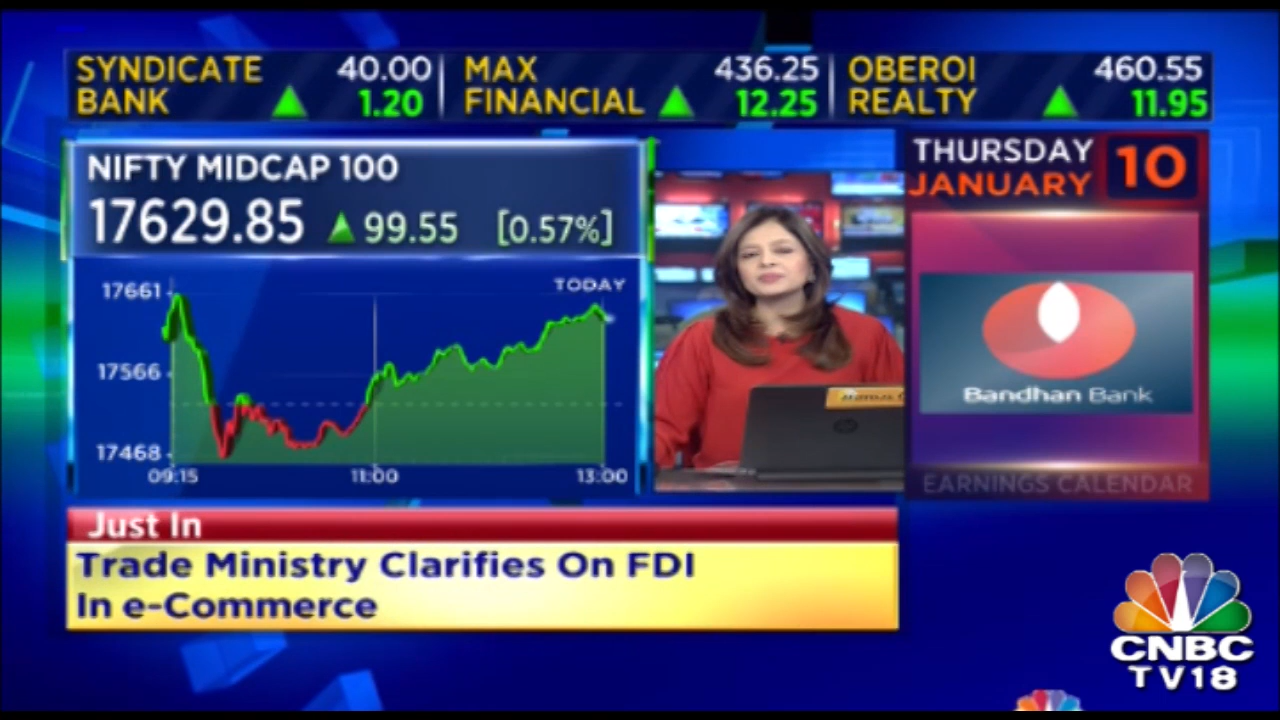 SYNDICATE BANK 40.00 1.20
MAX FINANCIAL 436.25 12.25
OBEROI REALTY 460.55 11.95
NIFTY MIDCAP 100
17629.85 99.55 [0.57%]
TODAY
17661
17566
17468
09:15 11:00 13:00
THURSDAY
JANUARY 10
Bandhan Bank
EARNINGS CALENDAR
Just In
Trade Ministry Clarifies On FDI
In e-Commerce
CNBC
TV18